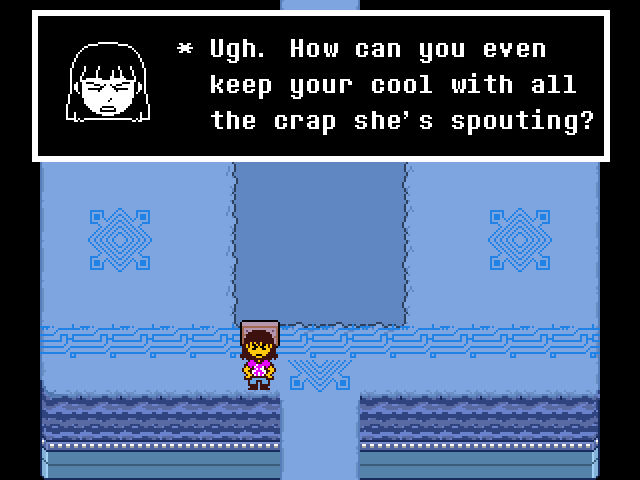 * Ugh. How can you even
keep your cool with all
the crap she's spouting?